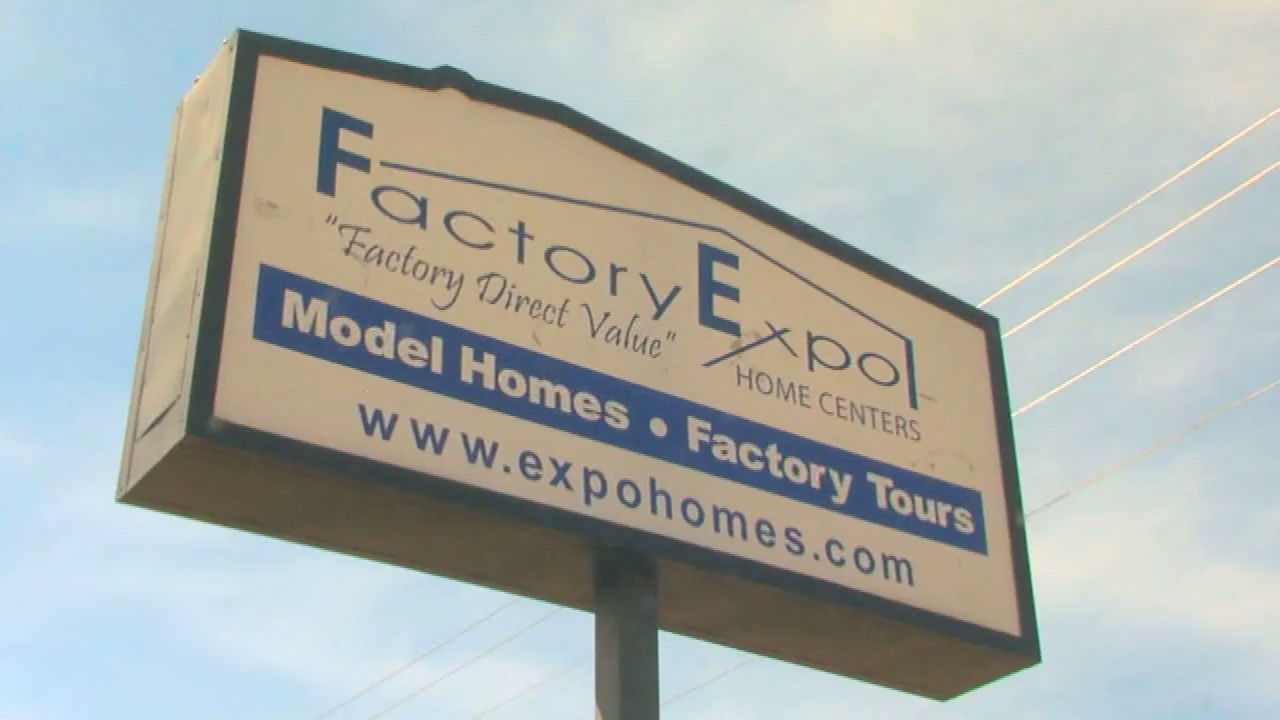 Factory Expo
"Factory Direct Value"
HOME CENTERS
Model Homes • Factory Tours
www.expohomes.com